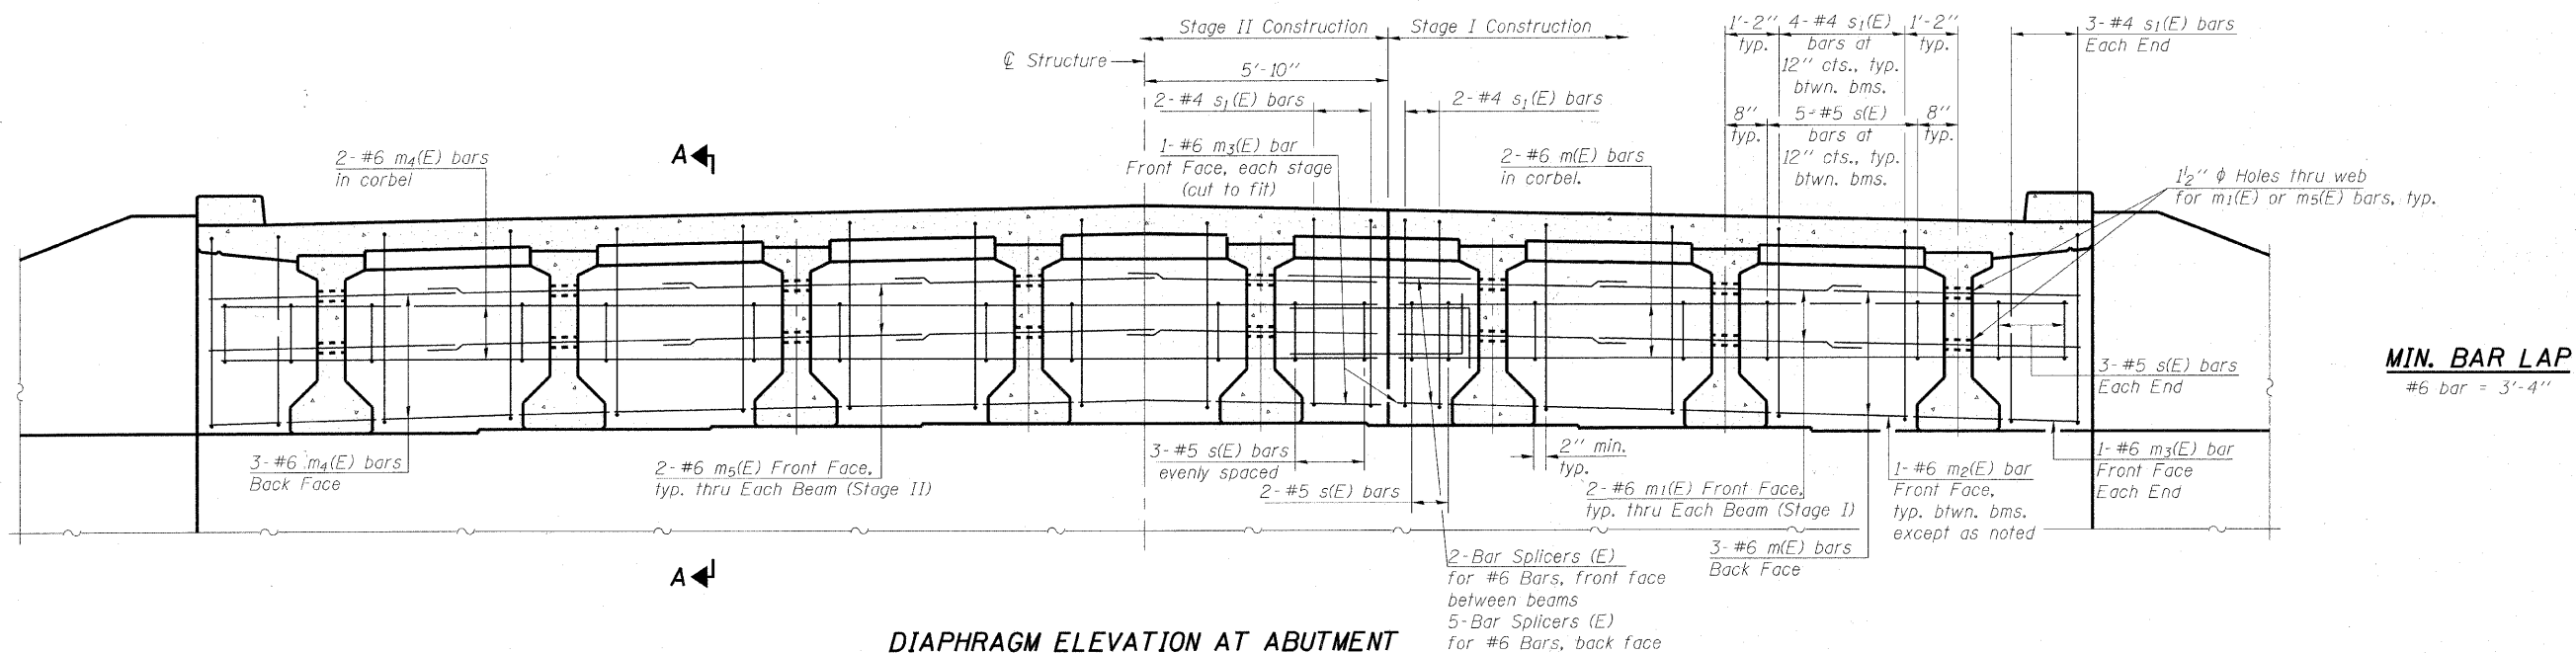 Stage II Construction
Stage I Construction
℄ Structure
5'-10"
1'-2"
typ.
4-#4 s1(E)
bars at
12" cts., typ.
btwn. bms.
1'-2"
typ.
3-#4 s1(E) bars
Each End
2-#4 s1(E) bars
2-#4 s1(E) bars
8"
typ.
5-#5 s(E)
bars at
12" cts., typ.
btwn. bms.
8"
typ.
A
2-#6 m4(E) bars
in corbel
1-#6 m3(E) bar
Front Face, each stage
(cut to fit)
2-#6 m(E) bars
in corbel.
1½" ϕ Holes thru web
for m1(E) or m5(E) bars, typ.
MIN. BAR LAP
#6 bar = 3'-4"
3-#6 m4(E) bars
Back Face
2-#6 m5(E) Front Face,
typ. thru Each Beam (Stage II)
3-#5 s(E) bars
evenly spaced
2-#5 s(E) bars
2" min.
typ.
2-#6 m1(E) Front Face,
typ. thru Each Beam (Stage I)
3-#6 m(E) bars
Back Face
1-#6 m2(E) bar
Front Face,
typ. btwn. bms.
except as noted
3-#5 s(E) bars
Each End
1-#6 m3(E) bar
Front Face
Each End
A
2-Bar Splicers (E)
for #6 Bars, front face
between beams
5-Bar Splicers (E)
for #6 Bars, back face
DIAPHRAGM ELEVATION AT ABUTMENT